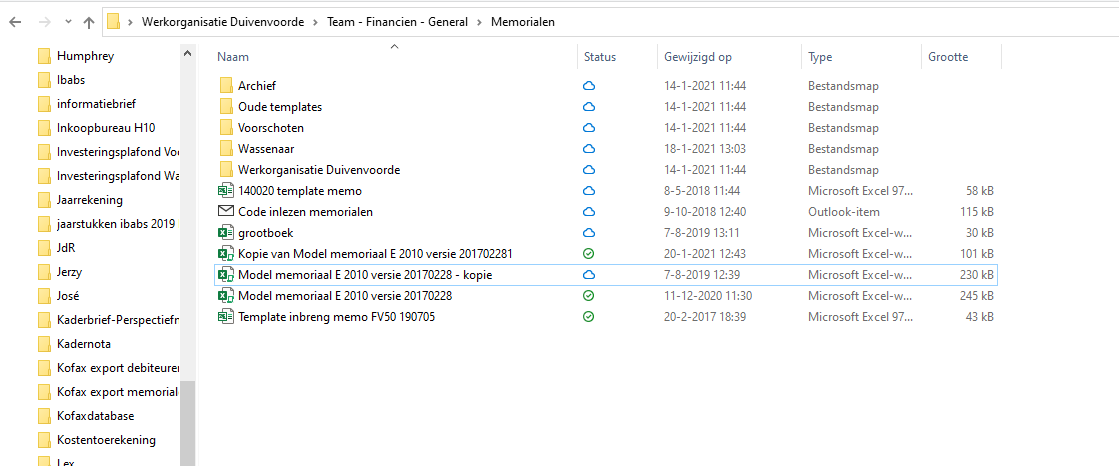 Werkorganisatie Duivenvoorde > Team - Financien - General > Memorialen
Humphrey
Ibabs
informatiebrief
Inkoopbureau H10
Investeringsplafond Voo
Investeringsplafond Wa
Jaarrekening
jaarstukken ibabs 2019
JdR
Jerzy
José
Kaderbrief-Perspectiefn
Kadernota
Kofax export debiteuren
Kofax export memorial
Kofaxdatabase
Kostentoerekening
Lex
Naam Status Gewijzigd op Type Grootte
Archief 14-1-2021 11:44 Bestandsmap
Oude templates 14-1-2021 11:44 Bestandsmap
Voorschoten 14-1-2021 11:44 Bestandsmap
Wassenaar 18-1-2021 13:03 Bestandsmap
Werkorganisatie Duivenvoorde 14-1-2021 11:44 Bestandsmap
140020 template memo 8-5-2018 11:44 Microsoft Excel 97... 58 kB
Code inlezen memorialen 9-10-2018 12:40 Outlook-item 115 kB
grootboek 7-8-2019 13:11 Microsoft Excel-w... 30 kB
Kopie van Model memoriaal E 2010 versie 201702281 20-1-2021 12:43 Microsoft Excel-w... 101 kB
Model memoriaal E 2010 versie 20170228 - kopie 7-8-2019 12:39 Microsoft Excel-w... 230 kB
Model memoriaal E 2010 versie 20170228 11-12-2020 11:30 Microsoft Excel-w... 245 kB
Template inbreng memo FV50 190705 20-2-2017 18:39 Microsoft Excel 97... 43 kB